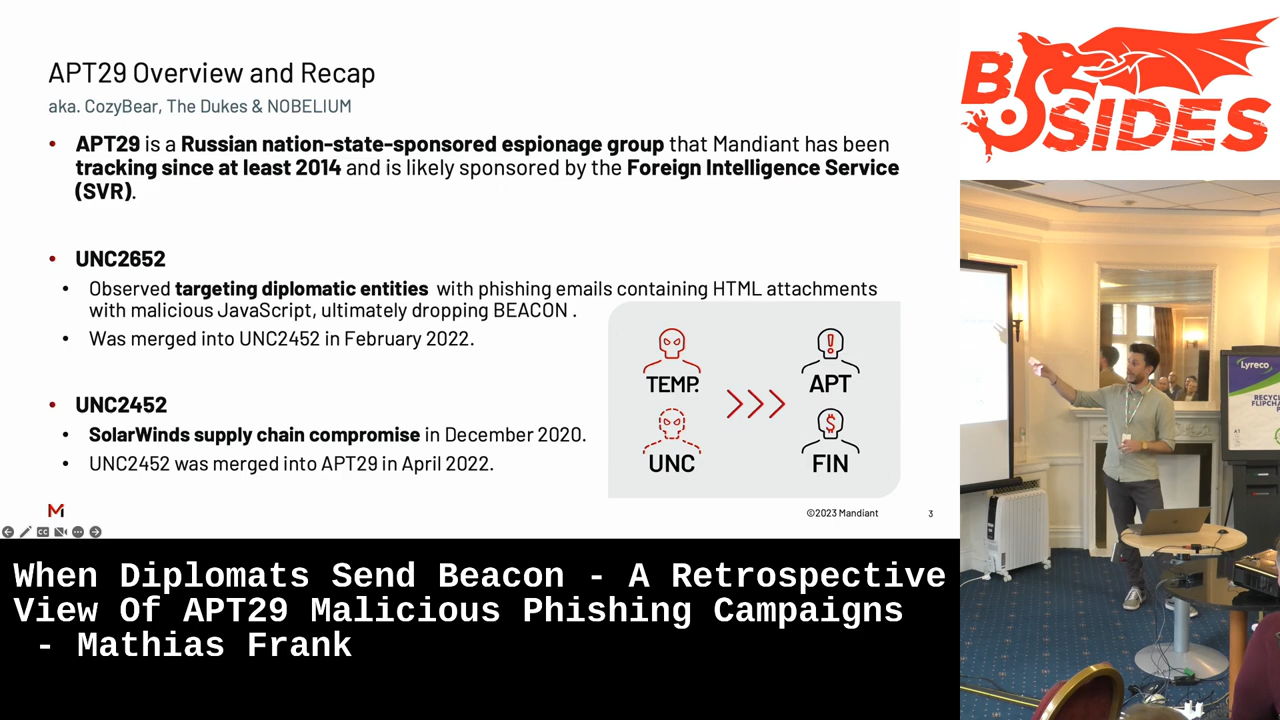 APT29 Overview and Recap
aka. CozyBear, The Dukes & NOBELIUM
• APT29 is a Russian nation-state-sponsored espionage group that Mandiant has been
tracking since at least 2014 and is likely sponsored by the Foreign Intelligence Service
(SVR).
• UNC2652
• Observed targeting diplomatic entities with phishing emails containing HTML attachments
with malicious JavaScript, ultimately dropping BEACON .
• Was merged into UNC2452 in February 2022.
• UNC2452
• SolarWinds supply chain compromise in December 2020.
• UNC2452 was merged into APT29 in April 2022.
TEMP.
APT
UNC
FIN
M
©2023 Mandiant
3
When Diplomats Send Beacon - A Retrospective
View Of APT29 Malicious Phishing Campaigns
- Mathias Frank
BSIDES
Lyreco